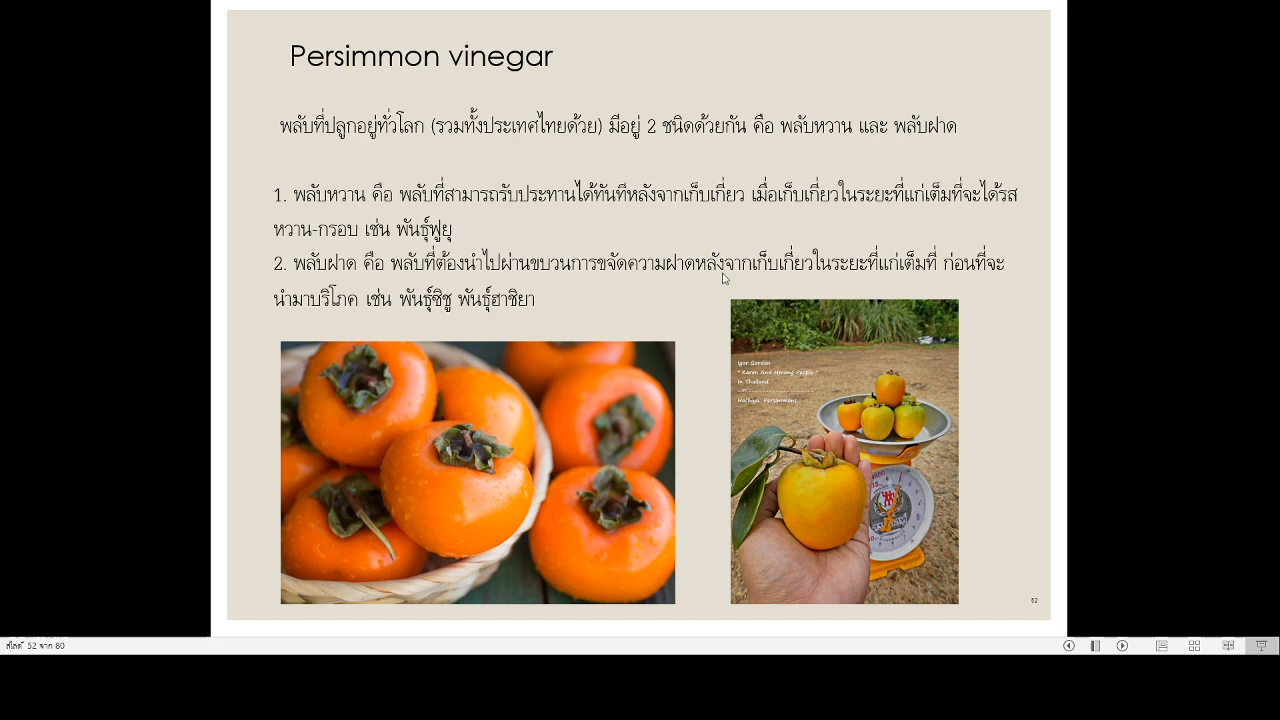 Persimmon vinegar
พลับที่ปลูกอยู่ทั่วโลก (รวมทั้งประเทศไทยด้วย) มีอยู่ 2 ชนิดด้วยกัน คือ พลับหวาน และ พลับฝาด
1. พลับหวาน คือ พลับที่สามารถรับประทานได้ทันทีหลังจากเก็บเกี่ยว เมื่อเก็บเกี่ยวในระยะที่แก่เต็มที่จะได้รส
หวาน-กรอบ เช่น พันธุ์ฟูยุ
2. พลับฝาด คือ พลับที่ต้องนำไปผ่านขบวนการขจัดความฝาดหลังจากเก็บเกี่ยวในระยะที่แก่เต็มที่ ก่อนที่จะ
นำมาบริโภค เช่น พันธุ์ซิชู พันธุ์ฮาชิยา
Igor Garden
" Karen And Hmong People "
In Thailand
Hachiya Persimmons
52
สไลด์ 52 จาก 80